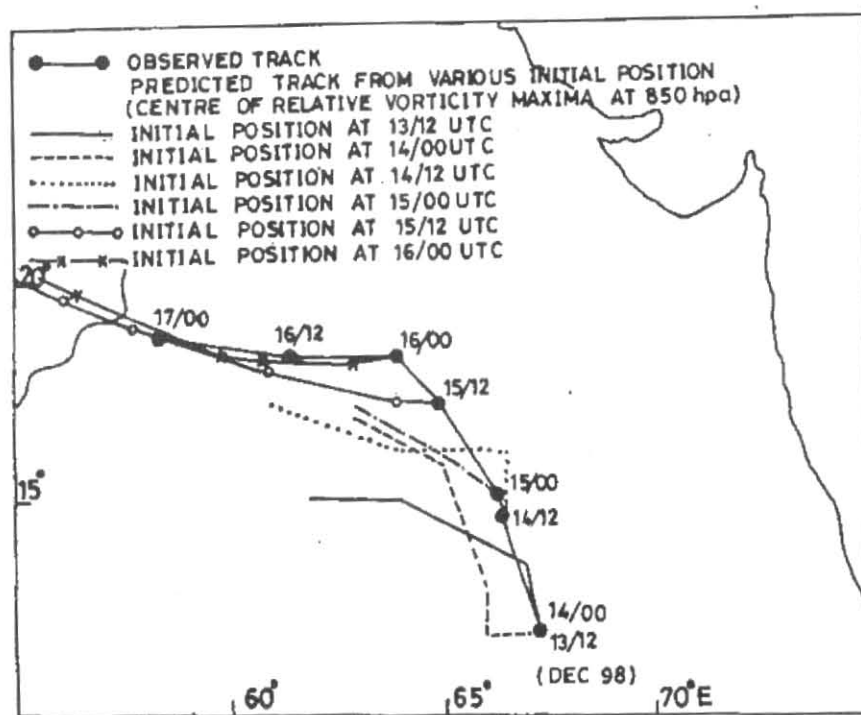 OBSERVED TRACK
PREDICTED TRACK FROM VARIOUS INITIAL POSITION
(CENTRE OF RELATIVE VORTICITY MAXIMA AT 850 hpa)
INITIAL POSITION AT 13/12 UTC
INITIAL POSITION AT 14/00 UTC
INITIAL POSITION AT 14/12 UTC
INITIAL POSITION AT 15/00 UTC
INITIAL POSITION AT 15/12 UTC
INITIAL POSITION AT 16/00 UTC
20°
17/00
16/12
16/00
15/12
15°
15/00
14/12
14/00
13/12
(DEC 98)
60°
65°
70°E